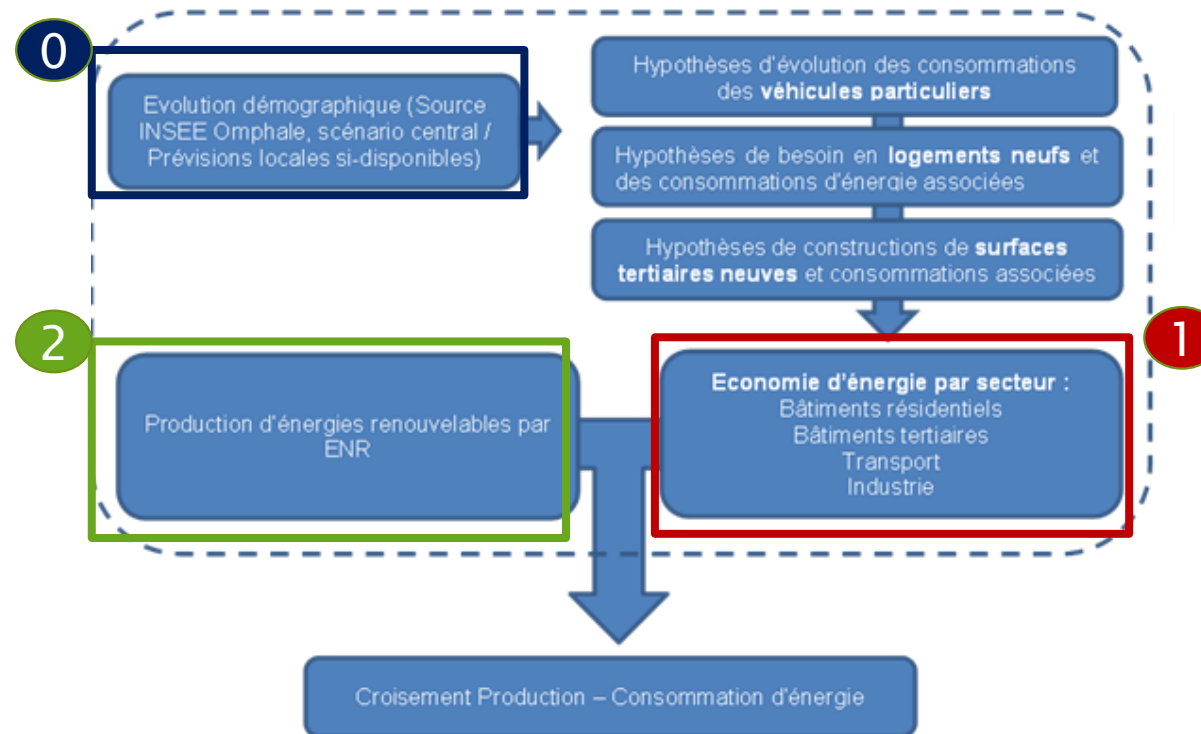 0
Evolution démographique (Source
INSEE Omphale, scénario central /
Prévisions locales si-disponibles)
Hypothèses d'évolution des consommations
des véhicules particuliers
Hypothèses de besoin en logements neufs et
des consommations d'énergie associées
Hypothèses de constructions de surfaces
tertiaires neuves et consommations associées
2
Production d'énergies renouvelables par
ENR
1
Economie d'énergie par secteur :
Bâtiments résidentiels
Bâtiments tertiaires
Transport
Industrie
Croisement Production – Consommation d'énergie